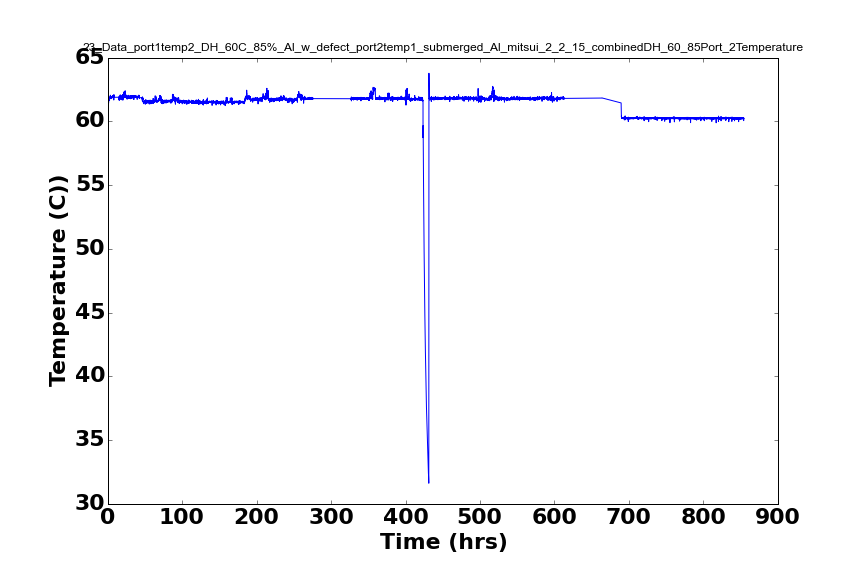 23_Data_port1temp2_DH_60C_85%_Al_w_defect_port2temp1_submerged_Al_mitsui_2_2_15_combinedDH_60_85Port_2Temperature
65
60
55
50
45
40
35
30
Temperature (C))
0 100 200 300 400 500 600 700 800 900
Time (hrs)